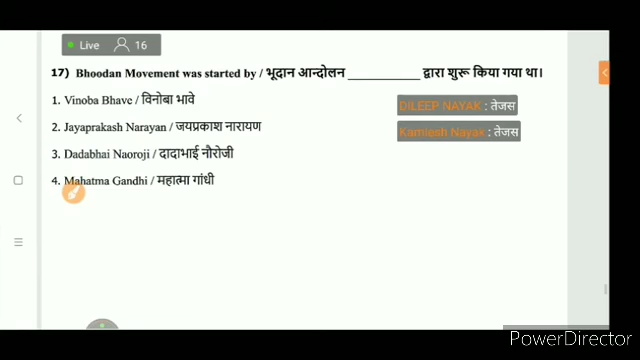 Live 16
17) Bhoodan Movement was started by / भूदान आन्दोलन ____________ द्वारा शुरू किया गया था।
1. Vinoba Bhave / विनोबा भावे
DILEEP NAYAK : तेजस
2. Jayaprakash Narayan / जयप्रकाश नारायण
Kamlesh Nayak : तेजस
3. Dadabhai Naoroji / दादाभाई नौरोजी
4. Mahatma Gandhi / महात्मा गांधी
PowerDirector